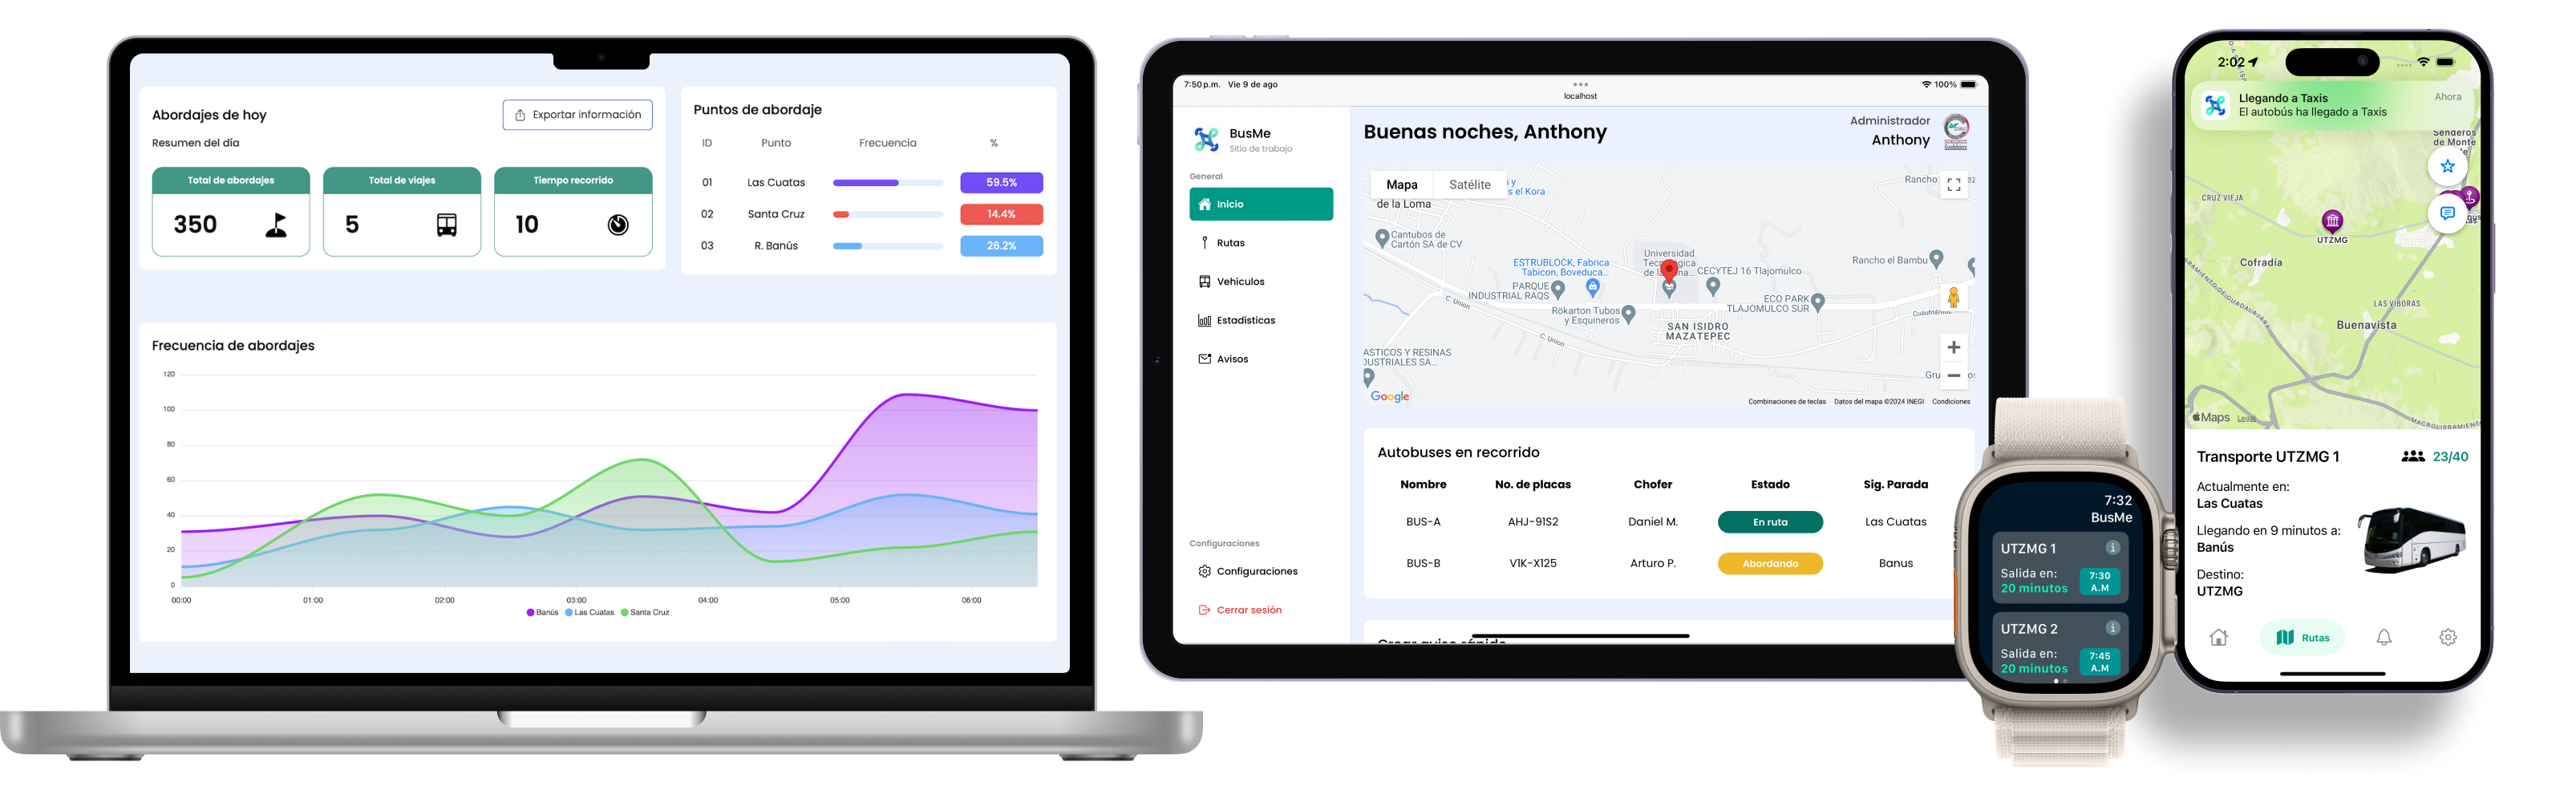 Abordajes de hoy
Exportar información
Resumen del día
Total de abordajes
350
Total de viajes
5
Tiempo recorrido
10
Puntos de abordaje
ID Punto Frecuencia %
01 Las Cuatas 59.5%
02 Santa Cruz 14.4%
03 R. Banús 26.2%
Frecuencia de abordajes
120
100
80
60
40
20
0
00:00 01:00 02:00 03:00 04:00 05:00 06:00
Banús Las Cuatas Santa Cruz
7:50 p.m. Vie 9 de ago
localhost
100%
BusMe
Sitio de trabajo
General
Inicio
Rutas
Vehículos
Estadísticas
Avisos
Configuraciones
Configuraciones
Cerrar sesión
Buenas noches, Anthony
Administrador
Anthony
Mapa Satélite
de la Loma
s el Kora
Rancho
Cantubos de
Cartón SA de CV
ESTRUBLOCK, Fabrica
Tabicon, Boveduca...
Universidad
CECYTEJ 16 Tlajomulco
Rancho el Bambu
PARQUE
INDUSTRIAL RAQS
C. Union
Rökarton Tubos
y Esquineros
ECO PARK
TLAJOMULCO SUR
SAN ISIDRO
MAZATEPEC
C. Union
ASTICOS Y RESINAS
DUSTRIALES SA...
Google
Combinaciones de teclas Datos del mapa ©2024 INEGI Condiciones
Autobuses en recorrido
Nombre No. de placas Chofer Estado Sig. Parada
BUS-A AHJ-91S2 Daniel M. En ruta Las Cuatas
BUS-B V1K-X125 Arturo P. Abordando Banus
7:32
BusMe
UTZMG 1
Salida en:
20 minutos
7:30
A.M
UTZMG 2
Salida en:
20 minutos
7:45
A.M
2:02
Llegando a Taxis
Ahora
El autobús ha llegado a Taxis
Senderos
de Monte
CRUZ VIEJA
UTZMG
Cofradía
LAS VÍBORAS
Buenavista
Maps Legal
Transporte UTZMG 1
23/40
Actualmente en:
Las Cuatas
Llegando en 9 minutos a:
Banús
Destino:
UTZMG
Rutas